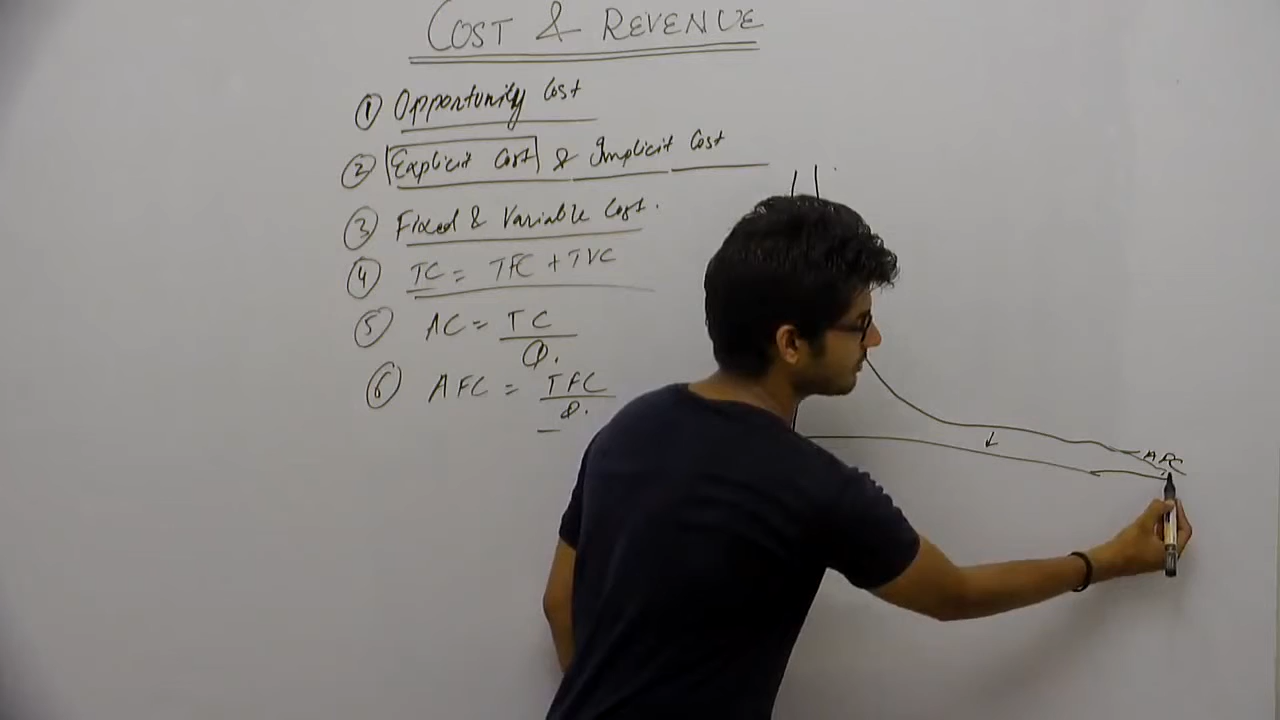 COST & REVENUE
① Opportunity Cost
② Explicit Cost & Implicit Cost
③ Fixed & Variable Cost.
④ TC = TFC + TVC
⑤ AC = TC / Q.
⑥ AFC = TFC / Q.
AFC